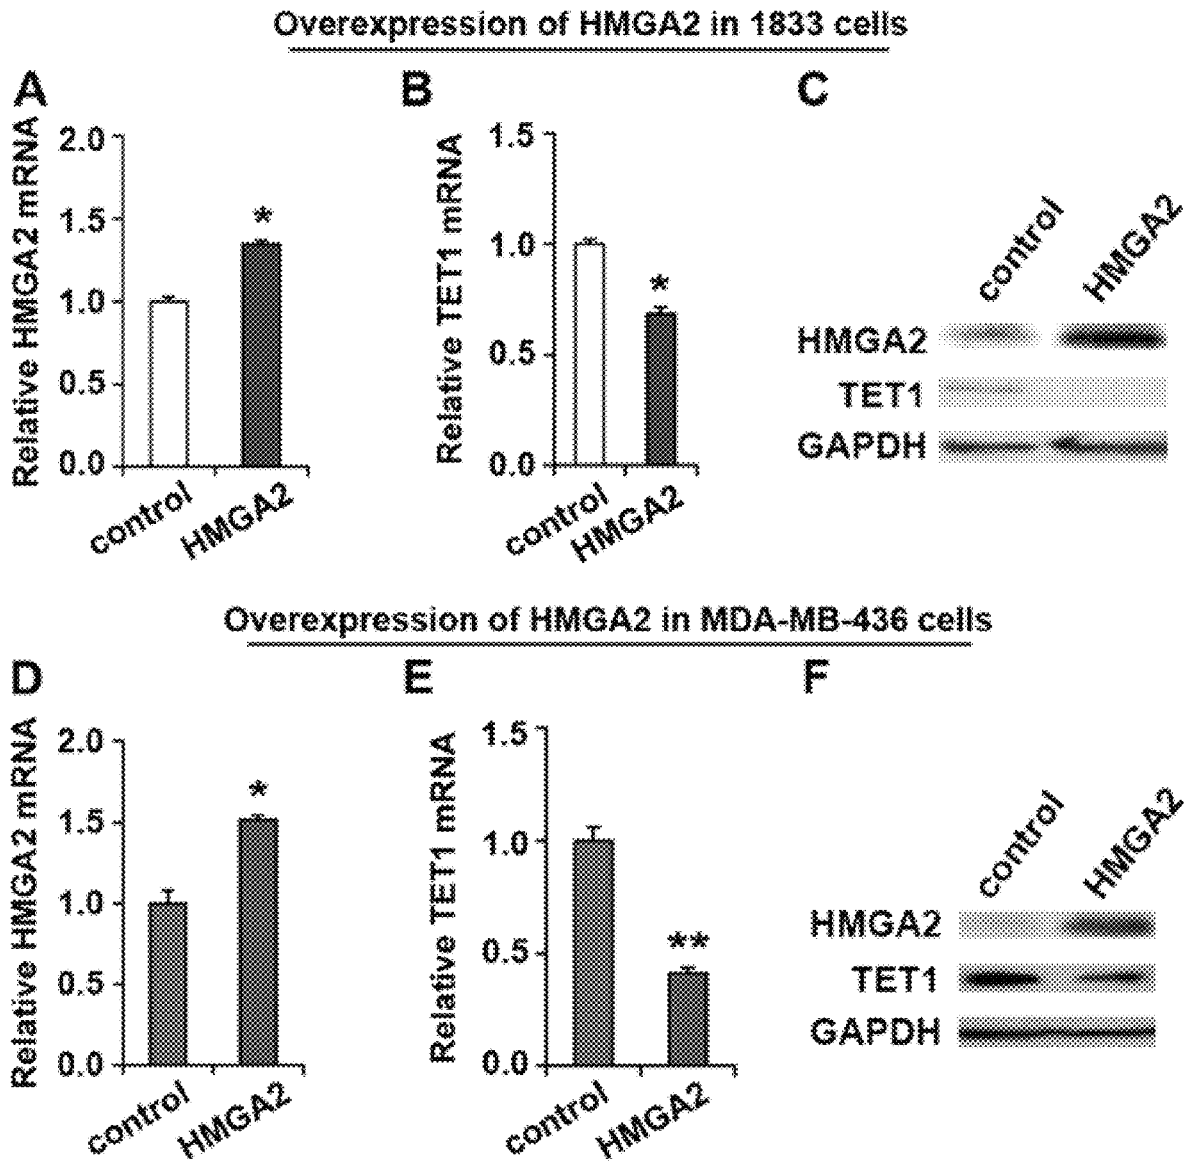 Overexpression of HMGA2 in 1833 cells
A
Relative HMGA2 mRNA
2.0
1.5
1.0
0.5
0.0
*
control
HMGA2
B
Relative TET1 mRNA
1.5
1.0
0.5
0.0
*
control
HMGA2
C
control
HMGA2
HMGA2
TET1
GAPDH
Overexpression of HMGA2 in MDA-MB-436 cells
D
Relative HMGA2 mRNA
2.0
1.5
1.0
0.5
0.0
*
control
HMGA2
E
Relative TET1 mRNA
1.5
1.0
0.5
0.0
**
control
HMGA2
F
control
HMGA2
HMGA2
TET1
GAPDH